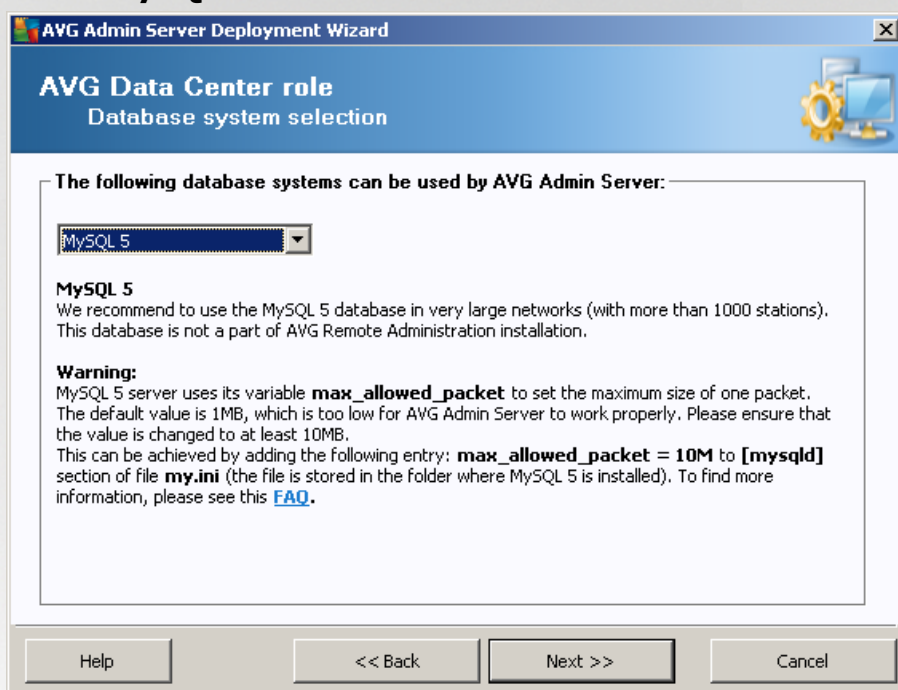 AVG Admin Server Deployment Wizard
AVG Data Center role
Database system selection
The following database systems can be used by AVG Admin Server:
MySQL 5
MySQL 5
We recommend to use the MySQL 5 database in very large networks (with more than 1000 stations).
This database is not a part of AVG Remote Administration installation.
Warning:
MySQL 5 server uses its variable max_allowed_packet to set the maximum size of one packet.
The default value is 1MB, which is too low for AVG Admin Server to work properly. Please ensure that
the value is changed to at least 10MB.
This can be achieved by adding the following entry: max_allowed_packet = 10M to [mysqld]
section of file my.ini (the file is stored in the folder where MySQL 5 is installed). To find more
information, please see this FAQ.
Help
<< Back
Next >>
Cancel